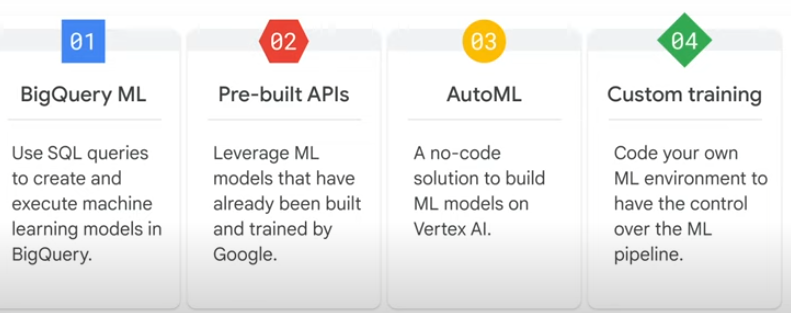 01
BigQuery ML
Use SQL queries
to create and
execute machine
learning models in
BigQuery.
02
Pre-built APIs
Leverage ML
models that have
already been built
and trained by
Google.
03
AutoML
A no-code
solution to build
ML models on
Vertex AI.
04
Custom training
Code your own
ML environment to
have the control
over the ML
pipeline.